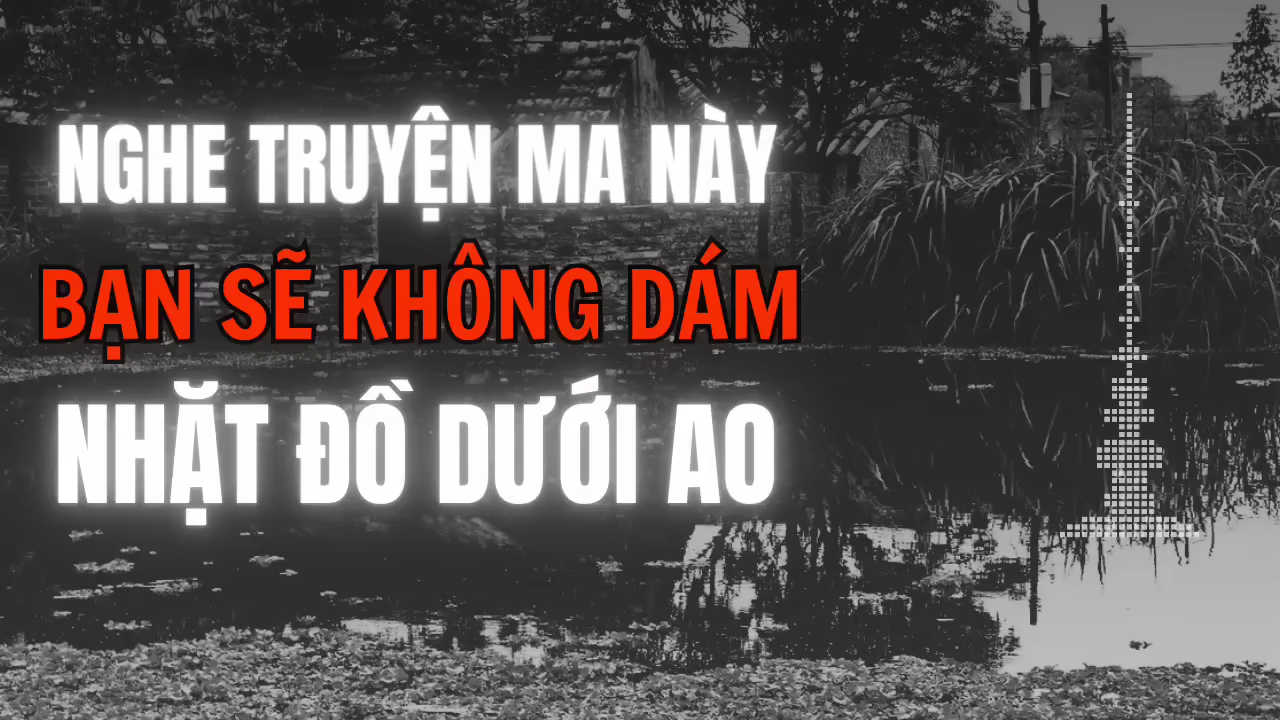 NGHE TRUYỆN MA NÀY
BẠN SẼ KHÔNG DÁM
NHẶT ĐỒ DƯỚI AO